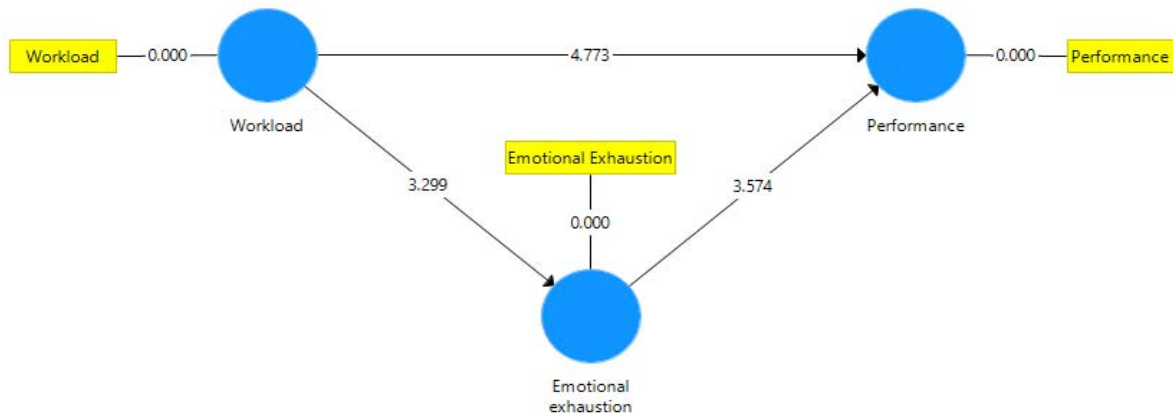 Workload
0.000
4.773
0.000
Performance
Workload
Performance
Emotional Exhaustion
3.299
3.574
0.000
Emotional
exhaustion